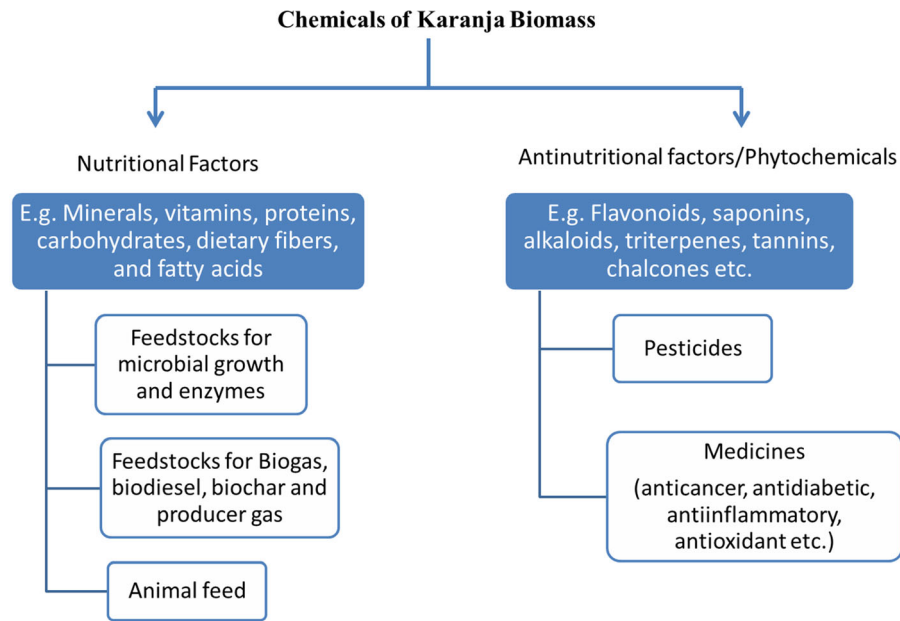 Chemicals of Karanja Biomass
Nutritional Factors
E.g. Minerals, vitamins, proteins,
carbohydrates, dietary fibers,
and fatty acids
Feedstocks for
microbial growth
and enzymes
Feedstocks for Biogas,
biodiesel, biochar and
producer gas
Animal feed
Antinutritional factors/Phytochemicals
E.g. Flavonoids, saponins,
alkaloids, triterpenes, tannins,
chalcones etc.
Pesticides
Medicines
(anticancer, antidiabetic,
antiinflammatory,
antioxidant etc.)